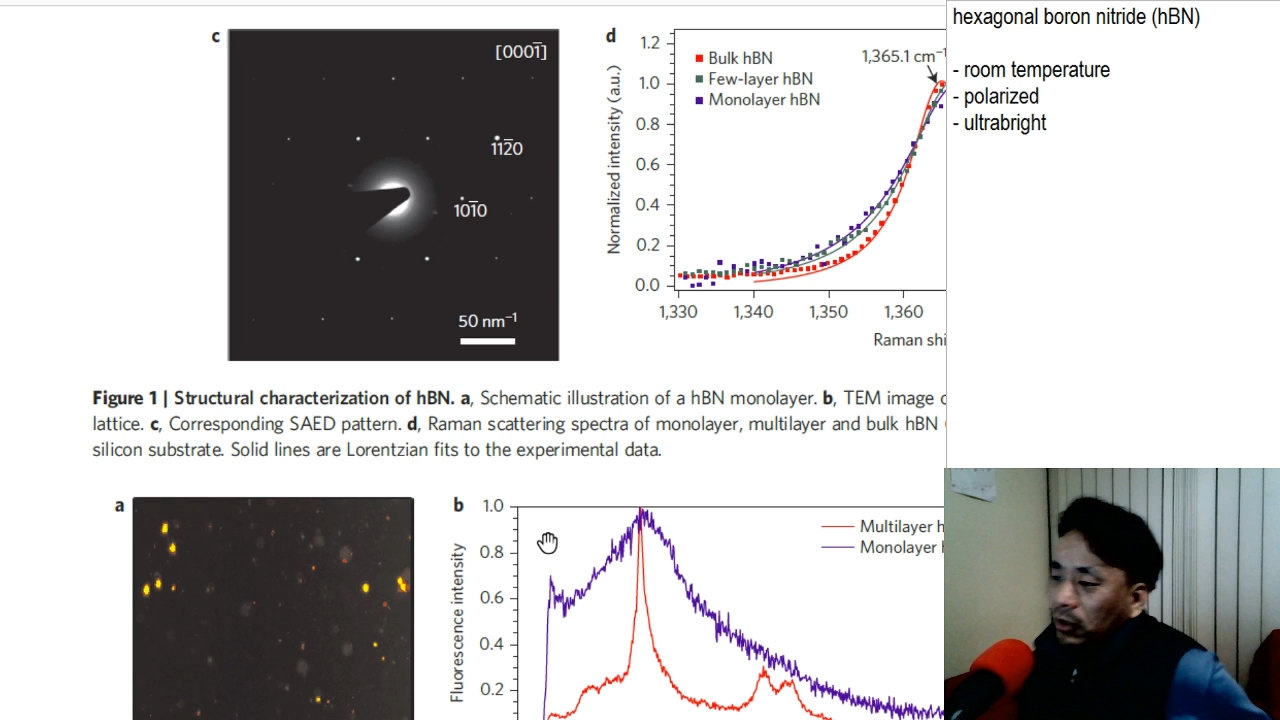 hexagonal boron nitride (hBN)
- room temperature
- polarized
- ultrabright
c
[0001̅]
112̅0
101̅0
50 nm⁻¹
d
Normalized intensity (a.u.)
1.2
1.0
0.8
0.6
0.4
0.2
0.0
Bulk hBN
Few-layer hBN
Monolayer hBN
1,365.1 cm⁻¹
1,330 1,340 1,350 1,360
Raman shi
Figure 1 | Structural characterization of hBN. a, Schematic illustration of a hBN monolayer. b, TEM image
lattice. c, Corresponding SAED pattern. d, Raman scattering spectra of monolayer, multilayer and bulk hBN
silicon substrate. Solid lines are Lorentzian fits to the experimental data.
a
b
Fluorescence intensity
1.0
0.8
0.6
0.4
0.2
Multilayer h
Monolayer